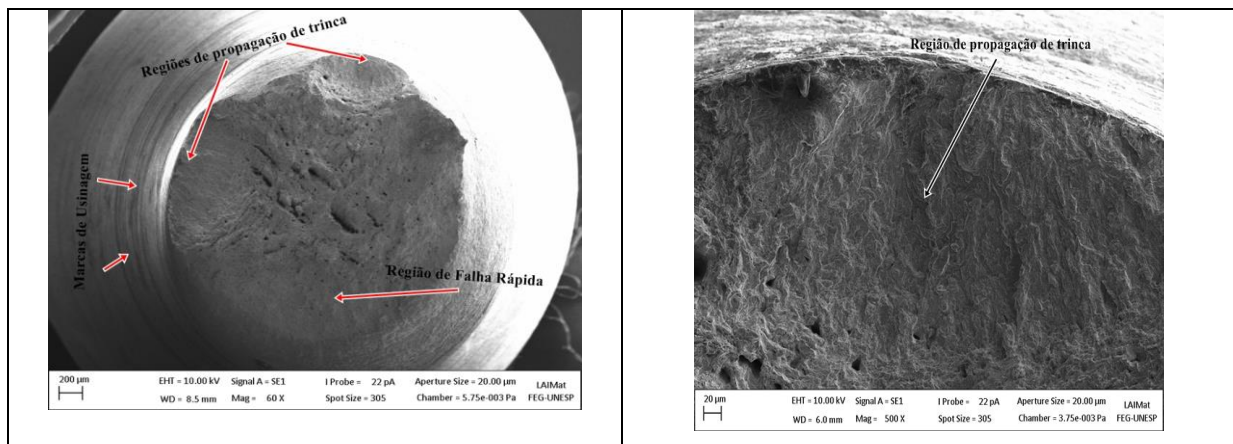 Regiões de propagação de trinca
Marcas de Usinagem
Região de Falha Rápida
200 µm
EHT = 10.00 kV Signal A = SE1 I Probe = 22 pA Aperture Size = 20.00 µm LAIMat
WD = 8.5 mm Mag = 60 X Spot Size = 305 Chamber = 5.75e-003 Pa FEG-UNESP
Região de propagação de trinca
20 µm
EHT = 10.00 kV Signal A = SE1 I Probe = 22 pA Aperture Size = 20.00 µm LAIMat
WD = 6.0 mm Mag = 500 X Spot Size = 305 Chamber = 3.75e-003 Pa FEG-UNESP